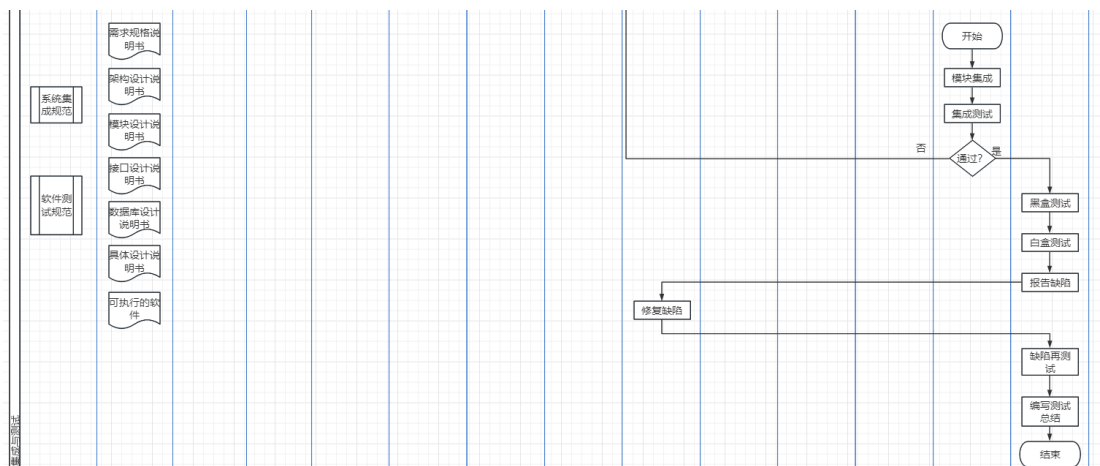 系统集
成规范
软件测
试规范
需求规格说
明书
架构设计说
明书
模块设计说
明书
接口设计说
明书
数据库设计
说明书
具体设计说
明书
可执行的软
件
开始
模块集成
集成测试
通过?
否
是
黑盒测试
白盒测试
报告缺陷
修复缺陷
缺陷再测
试
编写测试
总结
结束